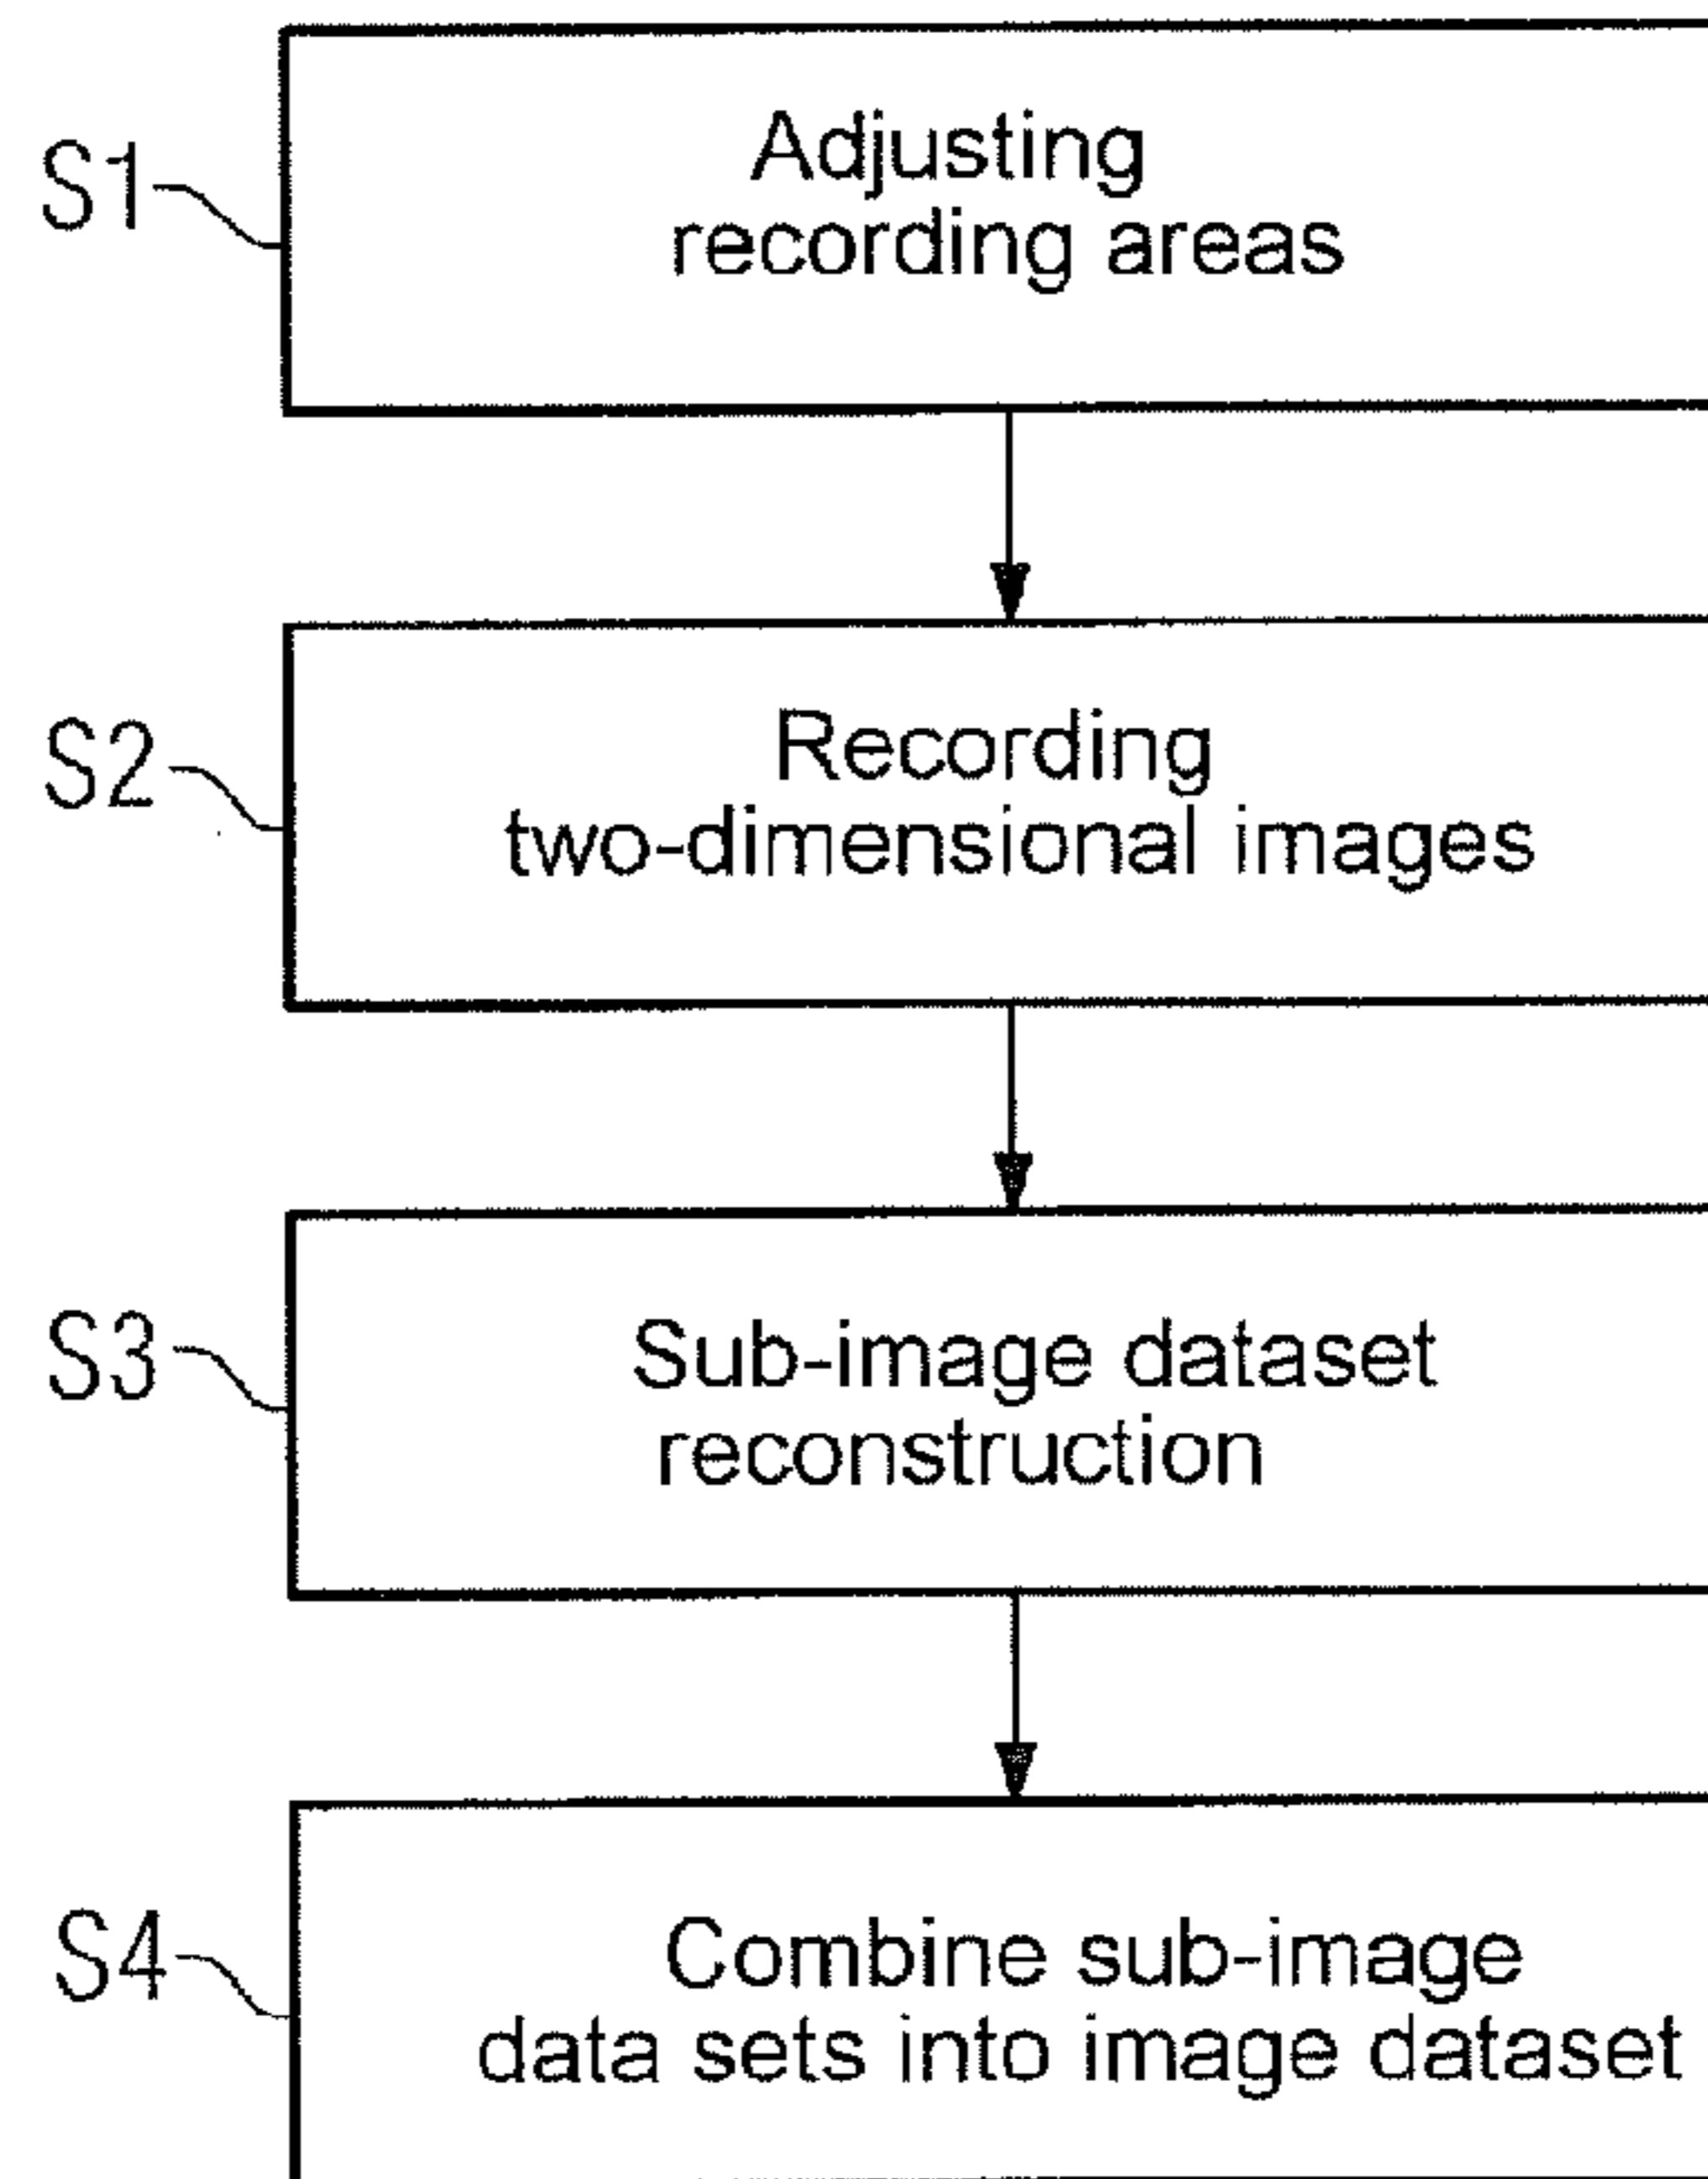 S1
Adjusting
recording areas
S2
Recording
two-dimensional images
S3
Sub-image dataset
reconstruction
S4
Combine sub-image
data sets into image dataset